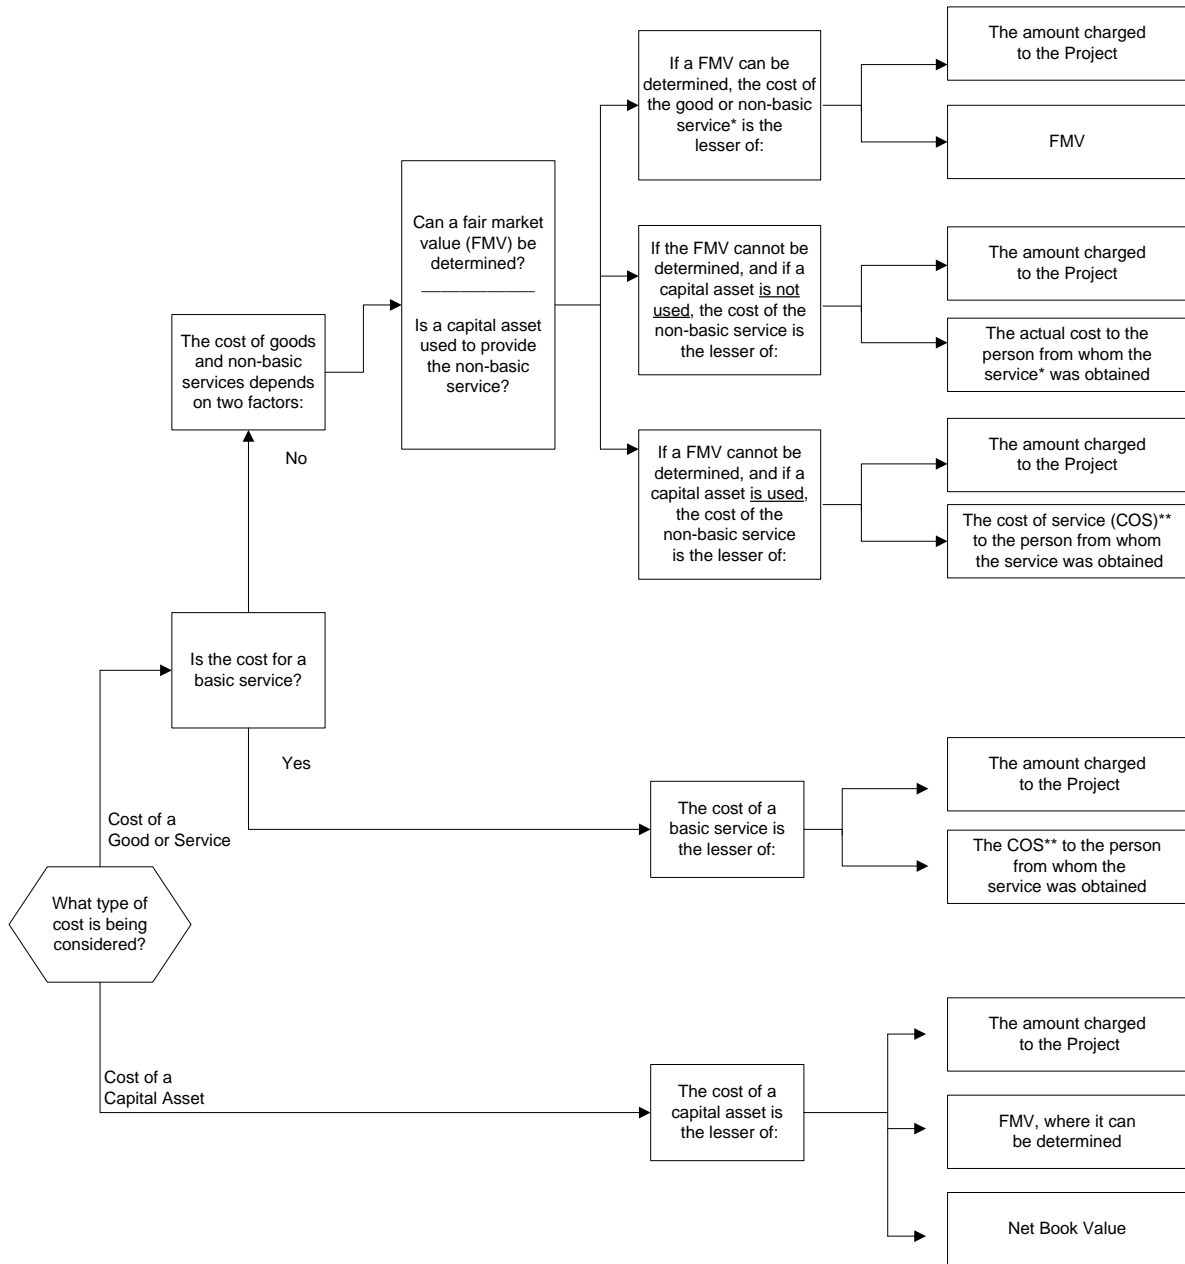 The amount charged
to the Project
If a FMV can be
determined, the cost of
the good or non-basic
service* is the
lesser of:
FMV
Can a fair market
value (FMV) be
determined?
Is a capital asset
used to provide
the non-basic
service?
If the FMV cannot be
determined, and if a
capital asset is not
used, the cost of the
non-basic service is
the lesser of:
The amount charged
to the Project
The actual cost to the
person from whom the
service* was obtained
The cost of goods
and non-basic
services depends
on two factors:
No
If a FMV cannot be
determined, and if a
capital asset is used,
the cost of the
non-basic service
is the lesser of:
The amount charged
to the Project
The cost of service (COS)**
to the person from whom
the service was obtained
Is the cost for a
basic service?
Yes
The cost of a
basic service is
the lesser of:
The amount charged
to the Project
The COS** to the person
from whom the
service was obtained
Cost of a
Good or Service
What type of
cost is being
considered?
Cost of a
Capital Asset
The cost of a
capital asset is
the lesser of:
The amount charged
to the Project
FMV, where it can
be determined
Net Book Value